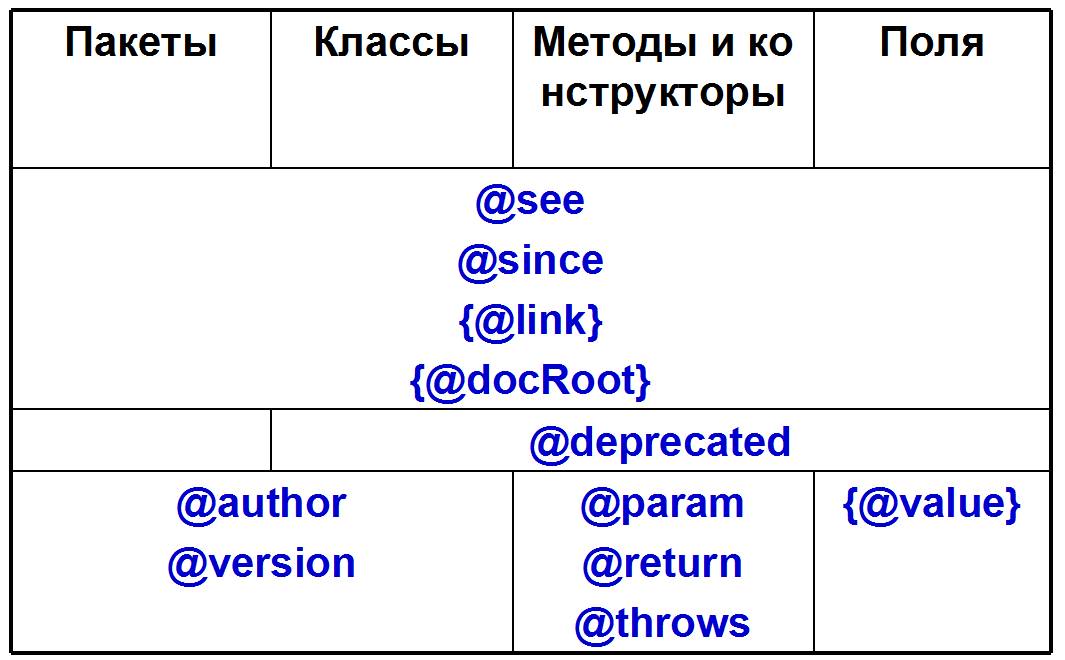 Пакеты
Классы
Методы и ко
нструкторы
Поля
@see
@since
{@link}
{@docRoot}
@deprecated
@author
@version
@param
@return
@throws
{@value}